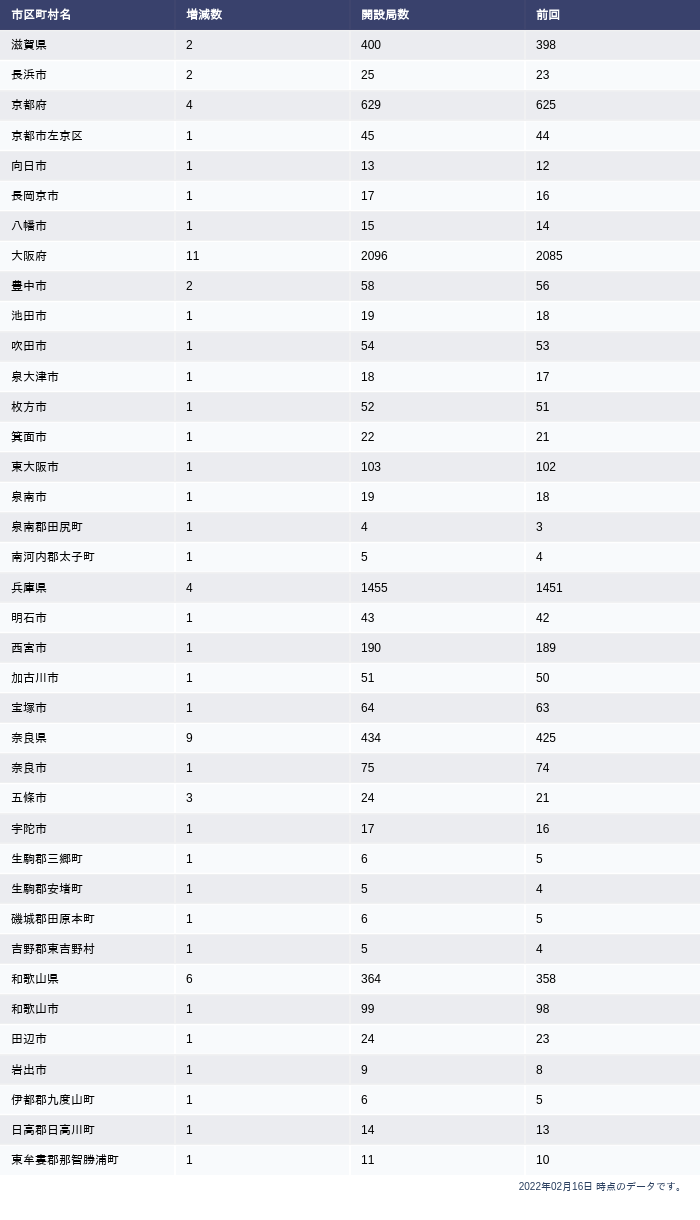 市区町村名 増減数 開設局数 前回
滋賀県 2 400 398
長浜市 2 25 23
京都府 4 629 625
京都市左京区 1 45 44
向日市 1 13 12
長岡京市 1 17 16
八幡市 1 15 14
大阪府 11 2096 2085
豊中市 2 58 56
池田市 1 19 18
吹田市 1 54 53
泉大津市 1 18 17
枚方市 1 52 51
箕面市 1 22 21
東大阪市 1 103 102
泉南市 1 19 18
泉南郡田尻町 1 4 3
南河内郡太子町 1 5 4
兵庫県 4 1455 1451
明石市 1 43 42
西宮市 1 190 189
加古川市 1 51 50
宝塚市 1 64 63
奈良県 9 434 425
奈良市 1 75 74
五條市 3 24 21
宇陀市 1 17 16
生駒郡三郷町 1 6 5
生駒郡安堵町 1 5 4
磯城郡田原本町 1 6 5
吉野郡東吉野村 1 5 4
和歌山県 6 364 358
和歌山市 1 99 98
田辺市 1 24 23
岩出市 1 9 8
伊都郡九度山町 1 6 5
日高郡日高川町 1 14 13
東牟婁郡那智勝浦町 1 11 10
2022年02月16日 時点のデータです。